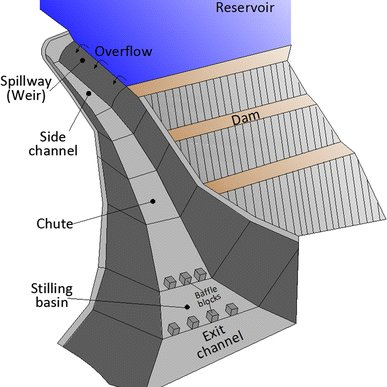 Reservoir
Overflow
Spillway
(Weir)
Dam
Side
channel
Chute
Stilling
basin
Baffle
blocks
Exit
channel